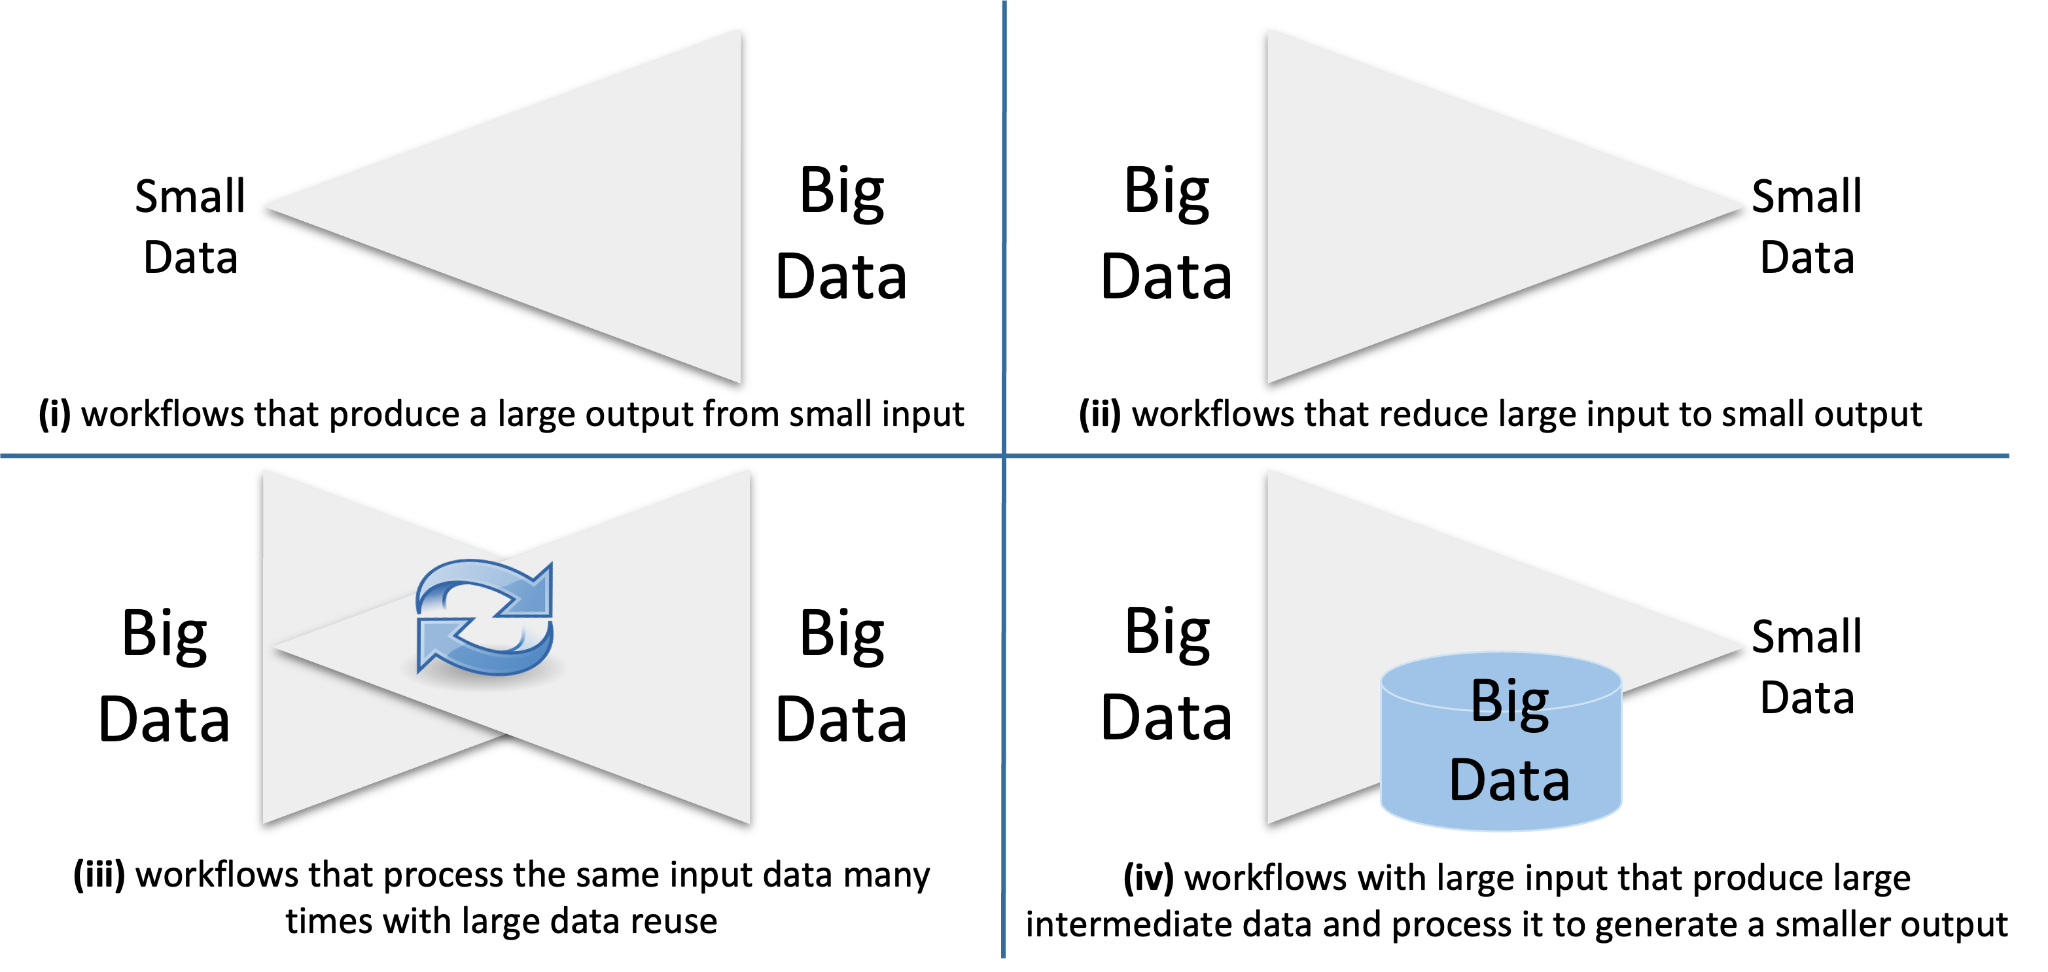 Small
Data
Big
Data
(i) workflows that produce a large output from small input
Big
Data
Small
Data
(ii) workflows that reduce large input to small output
Big
Data
Big
Data
(iii) workflows that process the same input data many
times with large data reuse
Big
Data
Big
Data
Small
Data
(iv) workflows with large input that produce large
intermediate data and process it to generate a smaller output